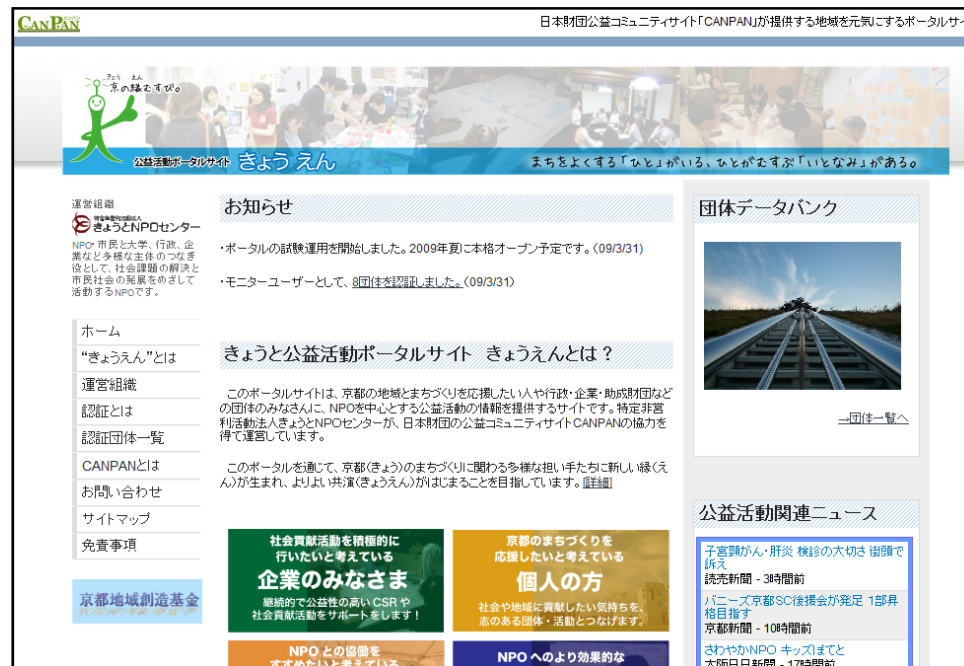 CANPAN
日本財団公益コミュニティサイト「CANPAN」が提供する地域を元気にするポータルサイ
きょう えん
京の縁むすび。
公益活動ポータルサイト きょうえん
まちをよくする「ひと」がいる、ひとがむすぶ「いとなみ」がある。
運営組織
特定非営利活動法人
きょうとNPOセンター
NPO・市民と大学、行政、企
業など多様な主体のつなぎ
役として、社会課題の解決と
市民社会の発展をめざして
活動するNPOです。
ホーム
“きょうえん”とは
運営組織
認証とは
認証団体一覧
CANPANとは
お問い合わせ
サイトマップ
免責事項
京都地域創造基金
お知らせ
・ポータルの試験運用を開始しました。2009年夏に本格オープン予定です。(09/3/31)
・モニターユーザーとして、8団体を認証しました。(09/3/31)
きょうと公益活動ポータルサイト きょうえんとは?
このポータルサイトは、京都の地域とまちづくりを応援したい人や行政・企業・助成財団など
の団体のみなさんに、NPOを中心とする公益活動の情報を提供するサイトです。特定非営
利活動法人きょうとNPOセンターが、日本財団の公益コミュニティサイトCANPANの協力を
得て運営しています。
このポータルを通じて、京都(きょう)のまちづくりに関わる多様な担い手たちに新しい縁(え
ん)が生まれ、よりよい共演(きょうえん)がはじまることを目指しています。[詳細]
社会貢献活動を積極的に
行いたいと考えている
企業のみなさま
継続的で公益性の高いCSRや
社会貢献活動をサポートをします!
京都のまちづくりを
応援したいと考えている
個人の方
社会や地域に貢献したい気持ちを、
志のある団体・活動とつなげます。
NPOとの協働を
すすめたいと考えている
NPOへのより効果的な
団体データバンク
→団体一覧へ
公益活動関連ニュース
子宮頸がん・肝炎 検診の大切さ 街頭で
訴え
読売新聞 - 3時間前
バニーズ京都SC後援会が発足 1部昇
格目指す
京都新聞 - 10時間前
さわやかNPO キッズほてと
大阪日日新聞 - 17時間前